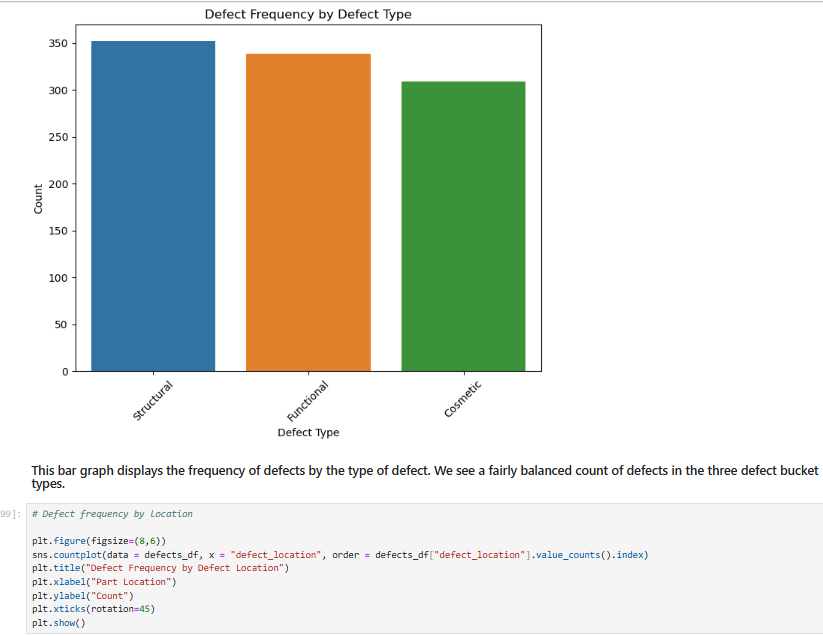 Defect Frequency by Defect Type
350
300
250
200
150
100
50
0
Count
Structural
Functional
Cosmetic
Defect Type
This bar graph displays the frequency of defects by the type of defect. We see a fairly balanced count of defects in the three defect bucket
types.
99]:
# Defect frequency by Location
plt.figure(figsize=(8,6))
sns.countplot(data = defects_df, x = "defect_location", order = defects_df["defect_location"].value_counts().index)
plt.title("Defect Frequency by Defect Location")
plt.xlabel("Part Location")
plt.ylabel("Count")
plt.xticks(rotation=45)
plt.show()